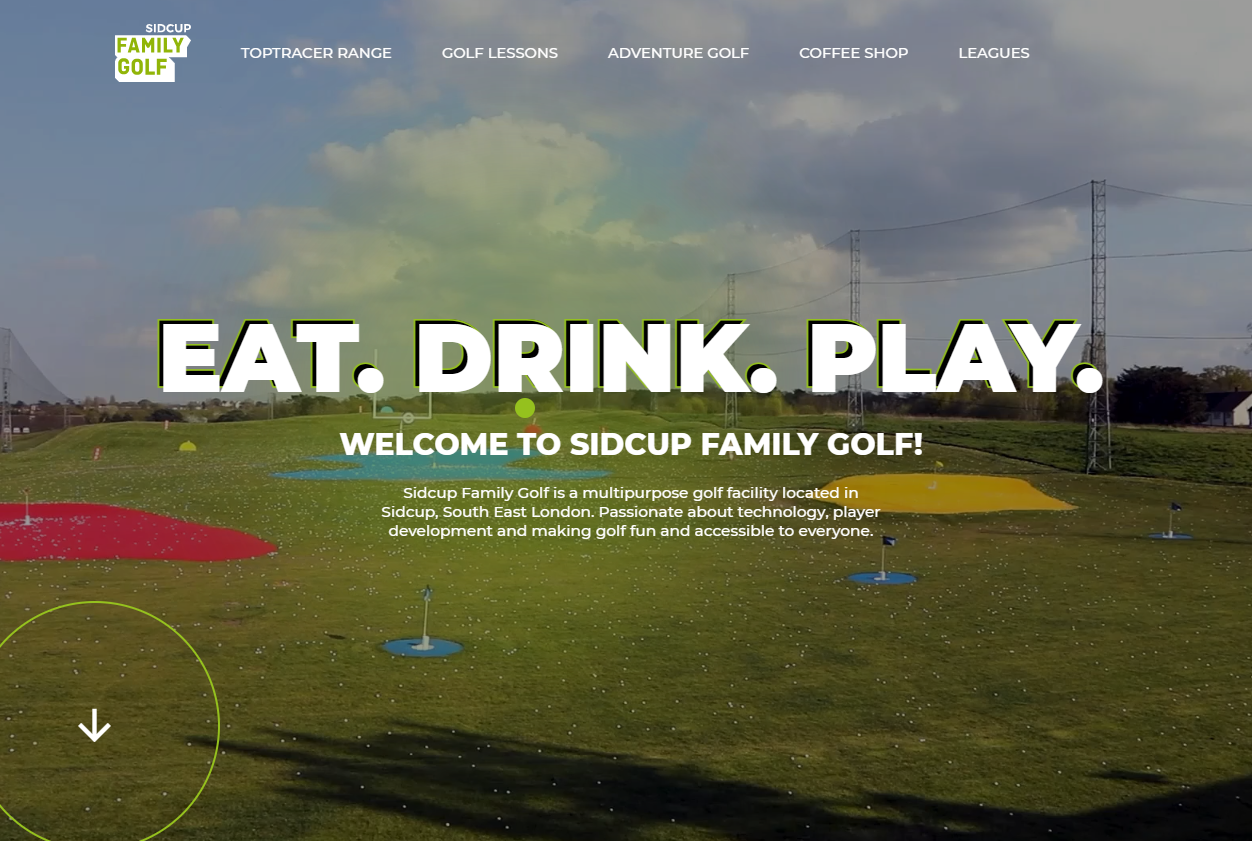 SIDCUP
FAMILY
GOLF
TOPTRACER RANGE GOLF LESSONS ADVENTURE GOLF COFFEE SHOP LEAGUES
EAT. DRINK. PLAY.
WELCOME TO SIDCUP FAMILY GOLF!
Sidcup Family Golf is a multipurpose golf facility located in
Sidcup, South East London. Passionate about technology, player
development and making golf fun and accessible to everyone.